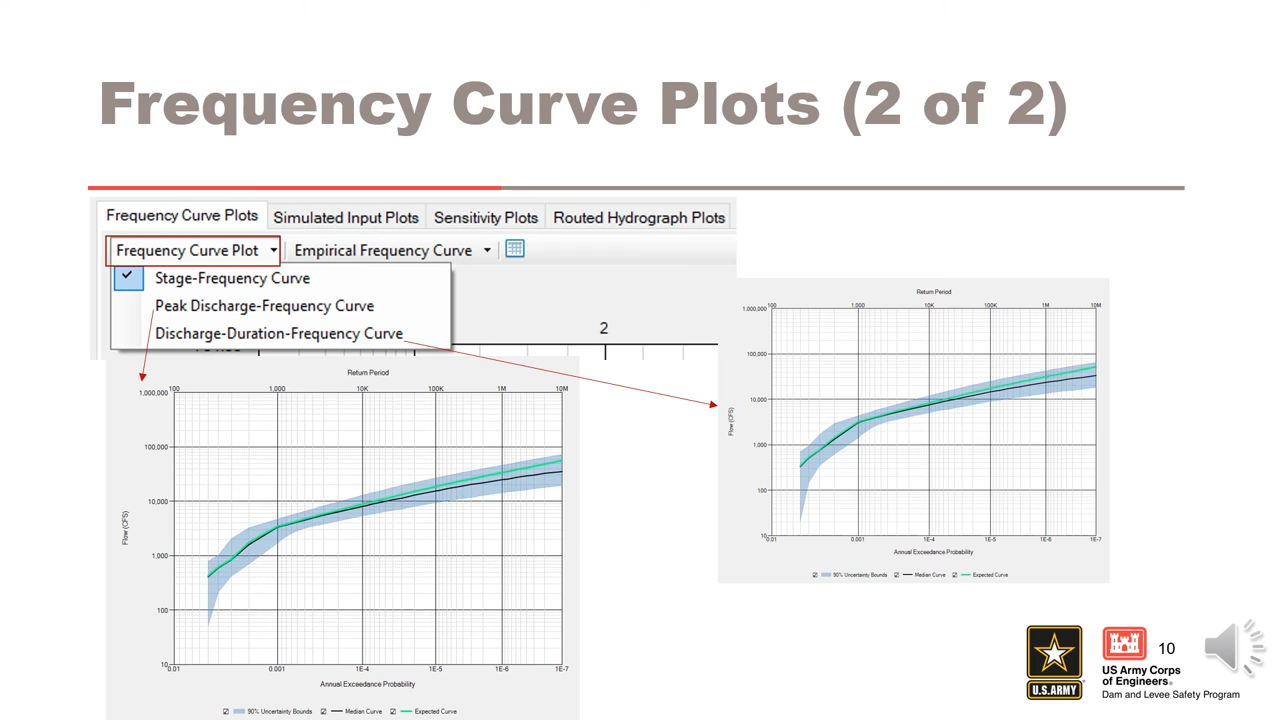 Frequency Curve Plots (2 of 2)
Frequency Curve Plots Simulated Input Plots Sensitivity Plots Routed Hydrograph Plots
Frequency Curve Plot Empirical Frequency Curve
Stage-Frequency Curve
Peak Discharge-Frequency Curve
Discharge-Duration-Frequency Curve
2
Return Period
100 1,000 10K 100K 1M 10M
1,000,000
100,000
10,000
1,000
100
10
Flow (CFS)
0.01 0.001 1E-4 1E-5 1E-6 1E-7
Annual Exceedance Probability
90% Uncertainty Bounds Median Curve Expected Curve
Return Period
100 1,000 10K 100K 1M 10M
1,000,000
100,000
10,000
1,000
100
10
Flow (CFS)
0.01 0.001 1E-4 1E-5 1E-6 1E-7
Annual Exceedance Probability
90% Uncertainty Bounds Median Curve Expected Curve
U.S.ARMY
US Army Corps
of Engineers®
10
Dam and Levee Safety Program